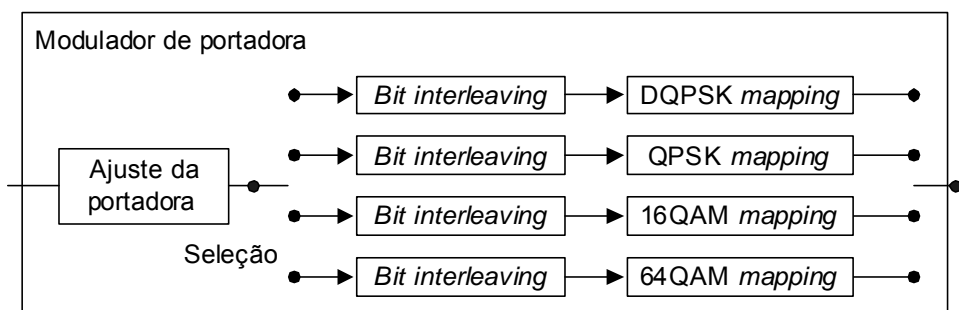 Modulador de portadora
Bit interleaving DQPSK mapping
Bit interleaving QPSK mapping
Ajuste da
portadora
Bit interleaving 16QAM mapping
Seleção
Bit interleaving 64QAM mapping